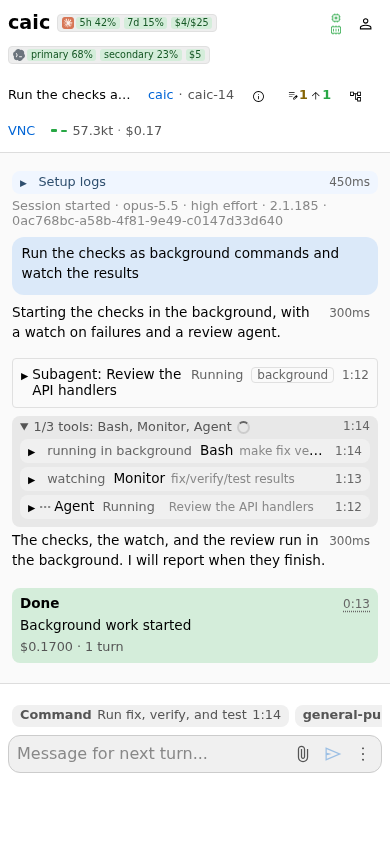 caic 5h 42% 7d 15% $4/$25
primary 68% secondary 23% $5
Run the checks a... caic · caic-14 1 ↑1
VNC 57.3kt · $0.17
▸ Setup logs 450ms
Session started · opus-5.5 · high effort · 2.1.185 ·
0ac768bc-a58b-4f81-9e49-c0147d33d640
Run the checks as background commands and
watch the results
Starting the checks in the background, with 300ms
a watch on failures and a review agent.
▸ Subagent: Review the Running background 1:12
API handlers
▼ 1/3 tools: Bash, Monitor, Agent 1:14
▸ running in background Bash make fix ve... 1:14
▸ watching Monitor fix/verify/test results 1:13
▸ ··· Agent Running Review the API handlers 1:12
The checks, the watch, and the review run in 300ms
the background. I will report when they finish.
Done 0:13
Background work started
$0.1700 · 1 turn
Command Run fix, verify, and test 1:14 general-pu
Message for next turn...